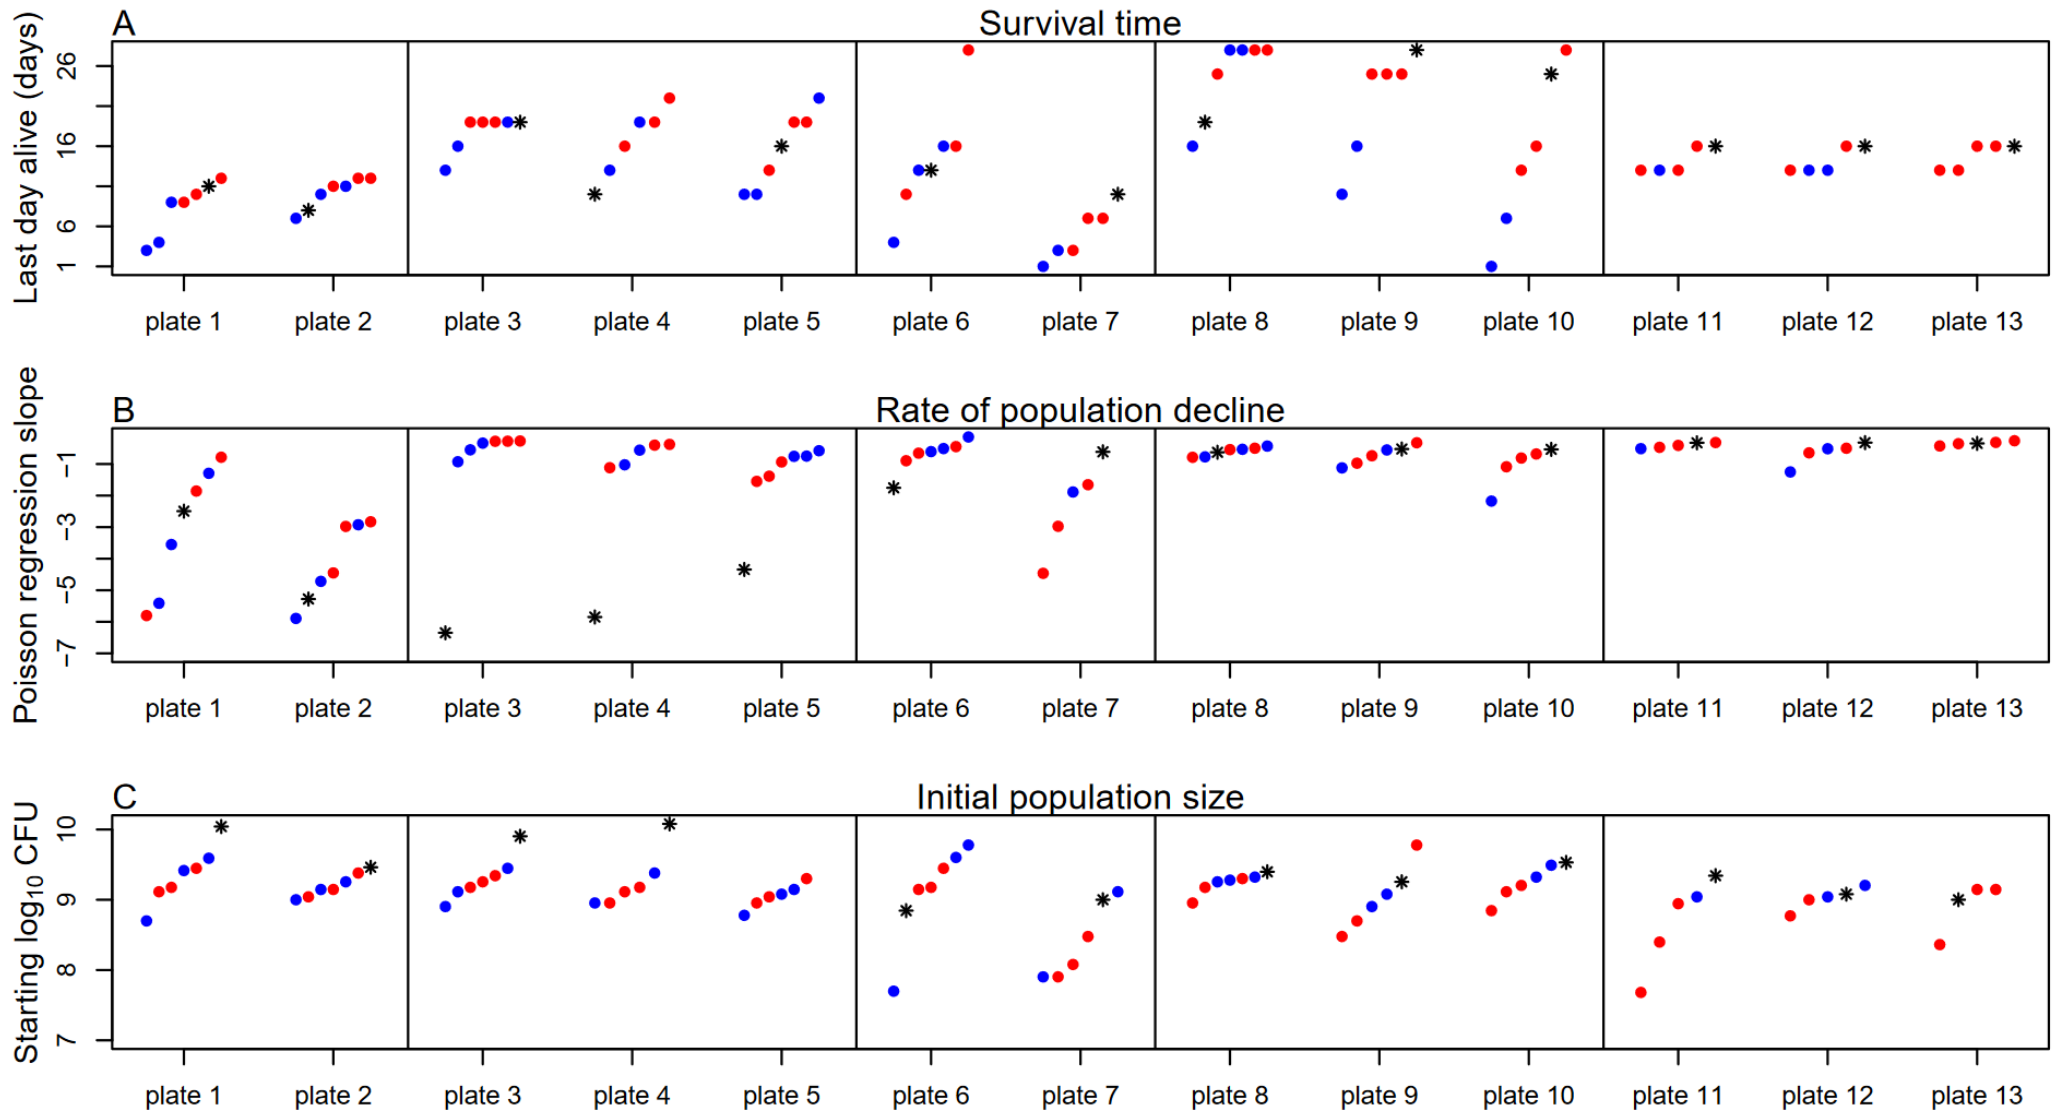 A
Survival time
Last day alive (days)
26
16
6
1
plate 1 plate 2 plate 3 plate 4 plate 5 plate 6 plate 7 plate 8 plate 9 plate 10 plate 11 plate 12 plate 13
B
Rate of population decline
Poisson regression slope
−1
−3
−5
−7
plate 1 plate 2 plate 3 plate 4 plate 5 plate 6 plate 7 plate 8 plate 9 plate 10 plate 11 plate 12 plate 13
C
Initial population size
Starting log₁₀ CFU
10
9
8
7
plate 1 plate 2 plate 3 plate 4 plate 5 plate 6 plate 7 plate 8 plate 9 plate 10 plate 11 plate 12 plate 13